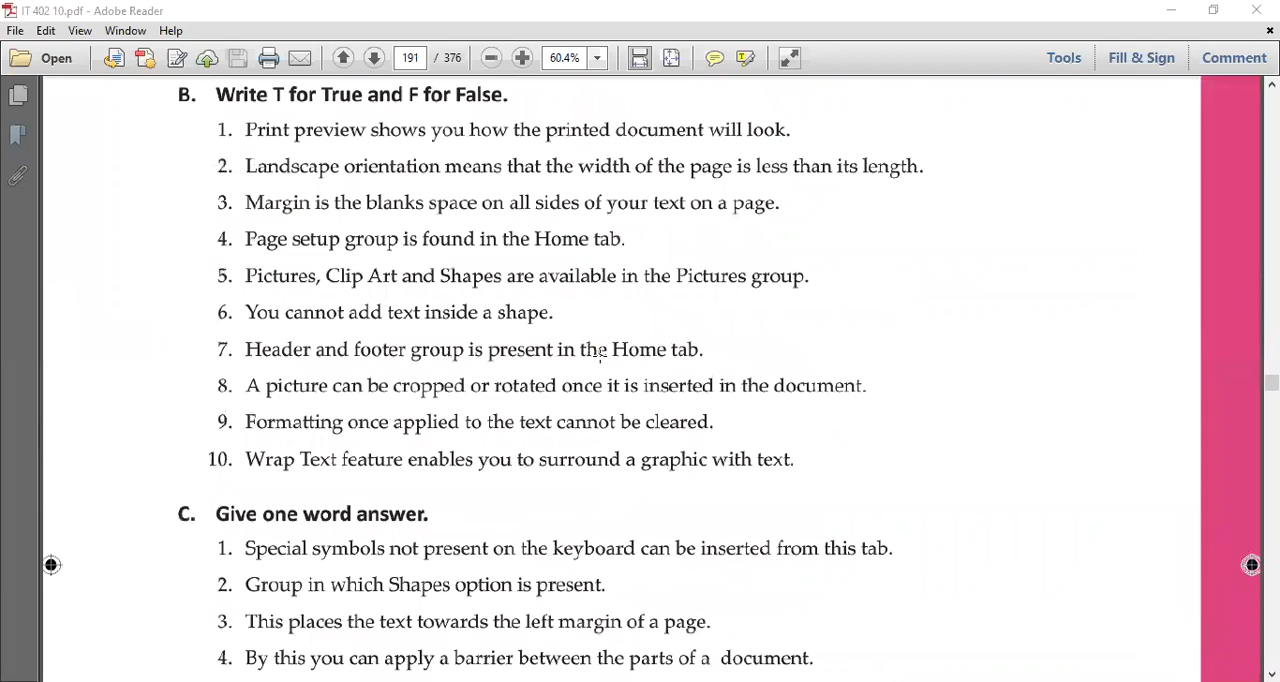 IT 402 10.pdf - Adobe Reader
File Edit View Window Help
Open 191 / 376 60.4% Tools Fill & Sign Comment
B. Write T for True and F for False.
1. Print preview shows you how the printed document will look.
2. Landscape orientation means that the width of the page is less than its length.
3. Margin is the blanks space on all sides of your text on a page.
4. Page setup group is found in the Home tab.
5. Pictures, Clip Art and Shapes are available in the Pictures group.
6. You cannot add text inside a shape.
7. Header and footer group is present in the Home tab.
8. A picture can be cropped or rotated once it is inserted in the document.
9. Formatting once applied to the text cannot be cleared.
10. Wrap Text feature enables you to surround a graphic with text.
C. Give one word answer.
1. Special symbols not present on the keyboard can be inserted from this tab.
2. Group in which Shapes option is present.
3. This places the text towards the left margin of a page.
4. By this you can apply a barrier between the parts of a document.